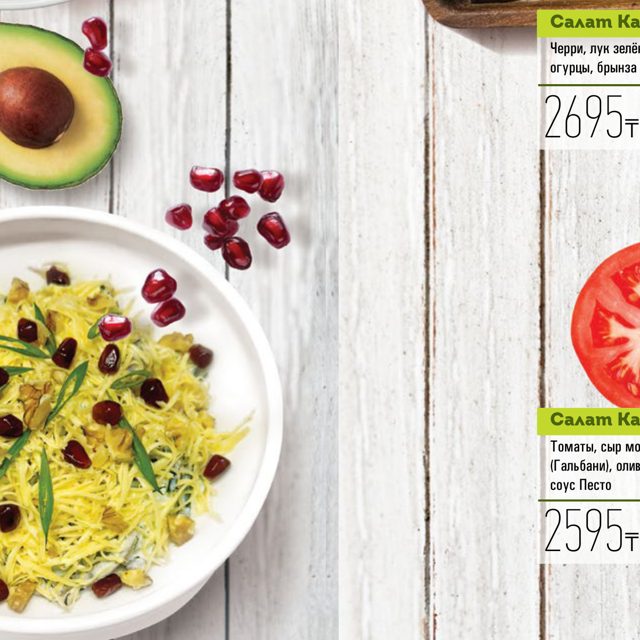 Салат Ка
Черри, лук зелё
огурцы, брынза
2695₸
Салат Ка
Томаты, сыр мо
(Гальбани), олив
соус Песто
2595₸